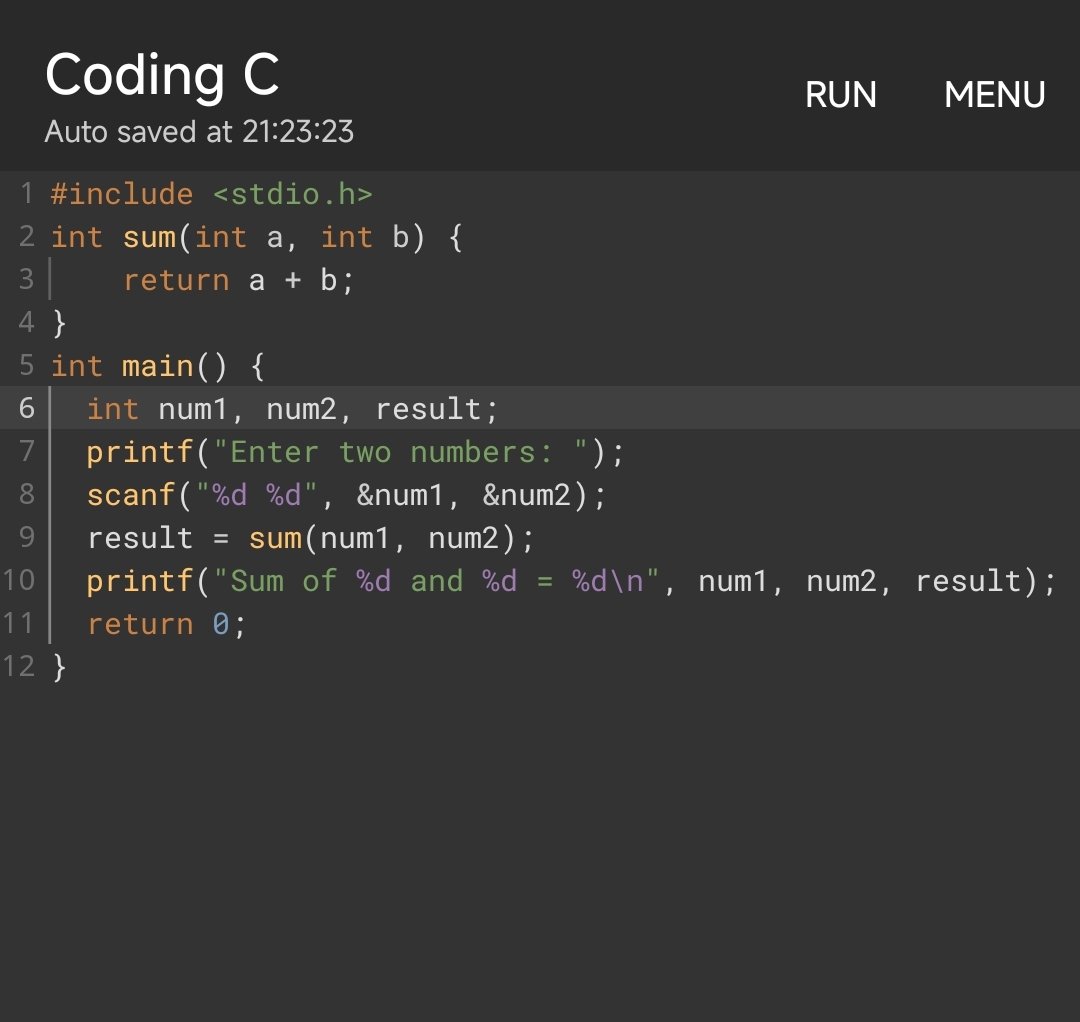 Coding C
RUN MENU
Auto saved at 21:23:23
1 #include <stdio.h>
2 int sum(int a, int b) {
3     return a + b;
4 }
5 int main() {
6   int num1, num2, result;
7   printf("Enter two numbers: ");
8   scanf("%d %d", &num1, &num2);
9   result = sum(num1, num2);
10   printf("Sum of %d and %d = %d\n", num1, num2, result);
11   return 0;
12 }